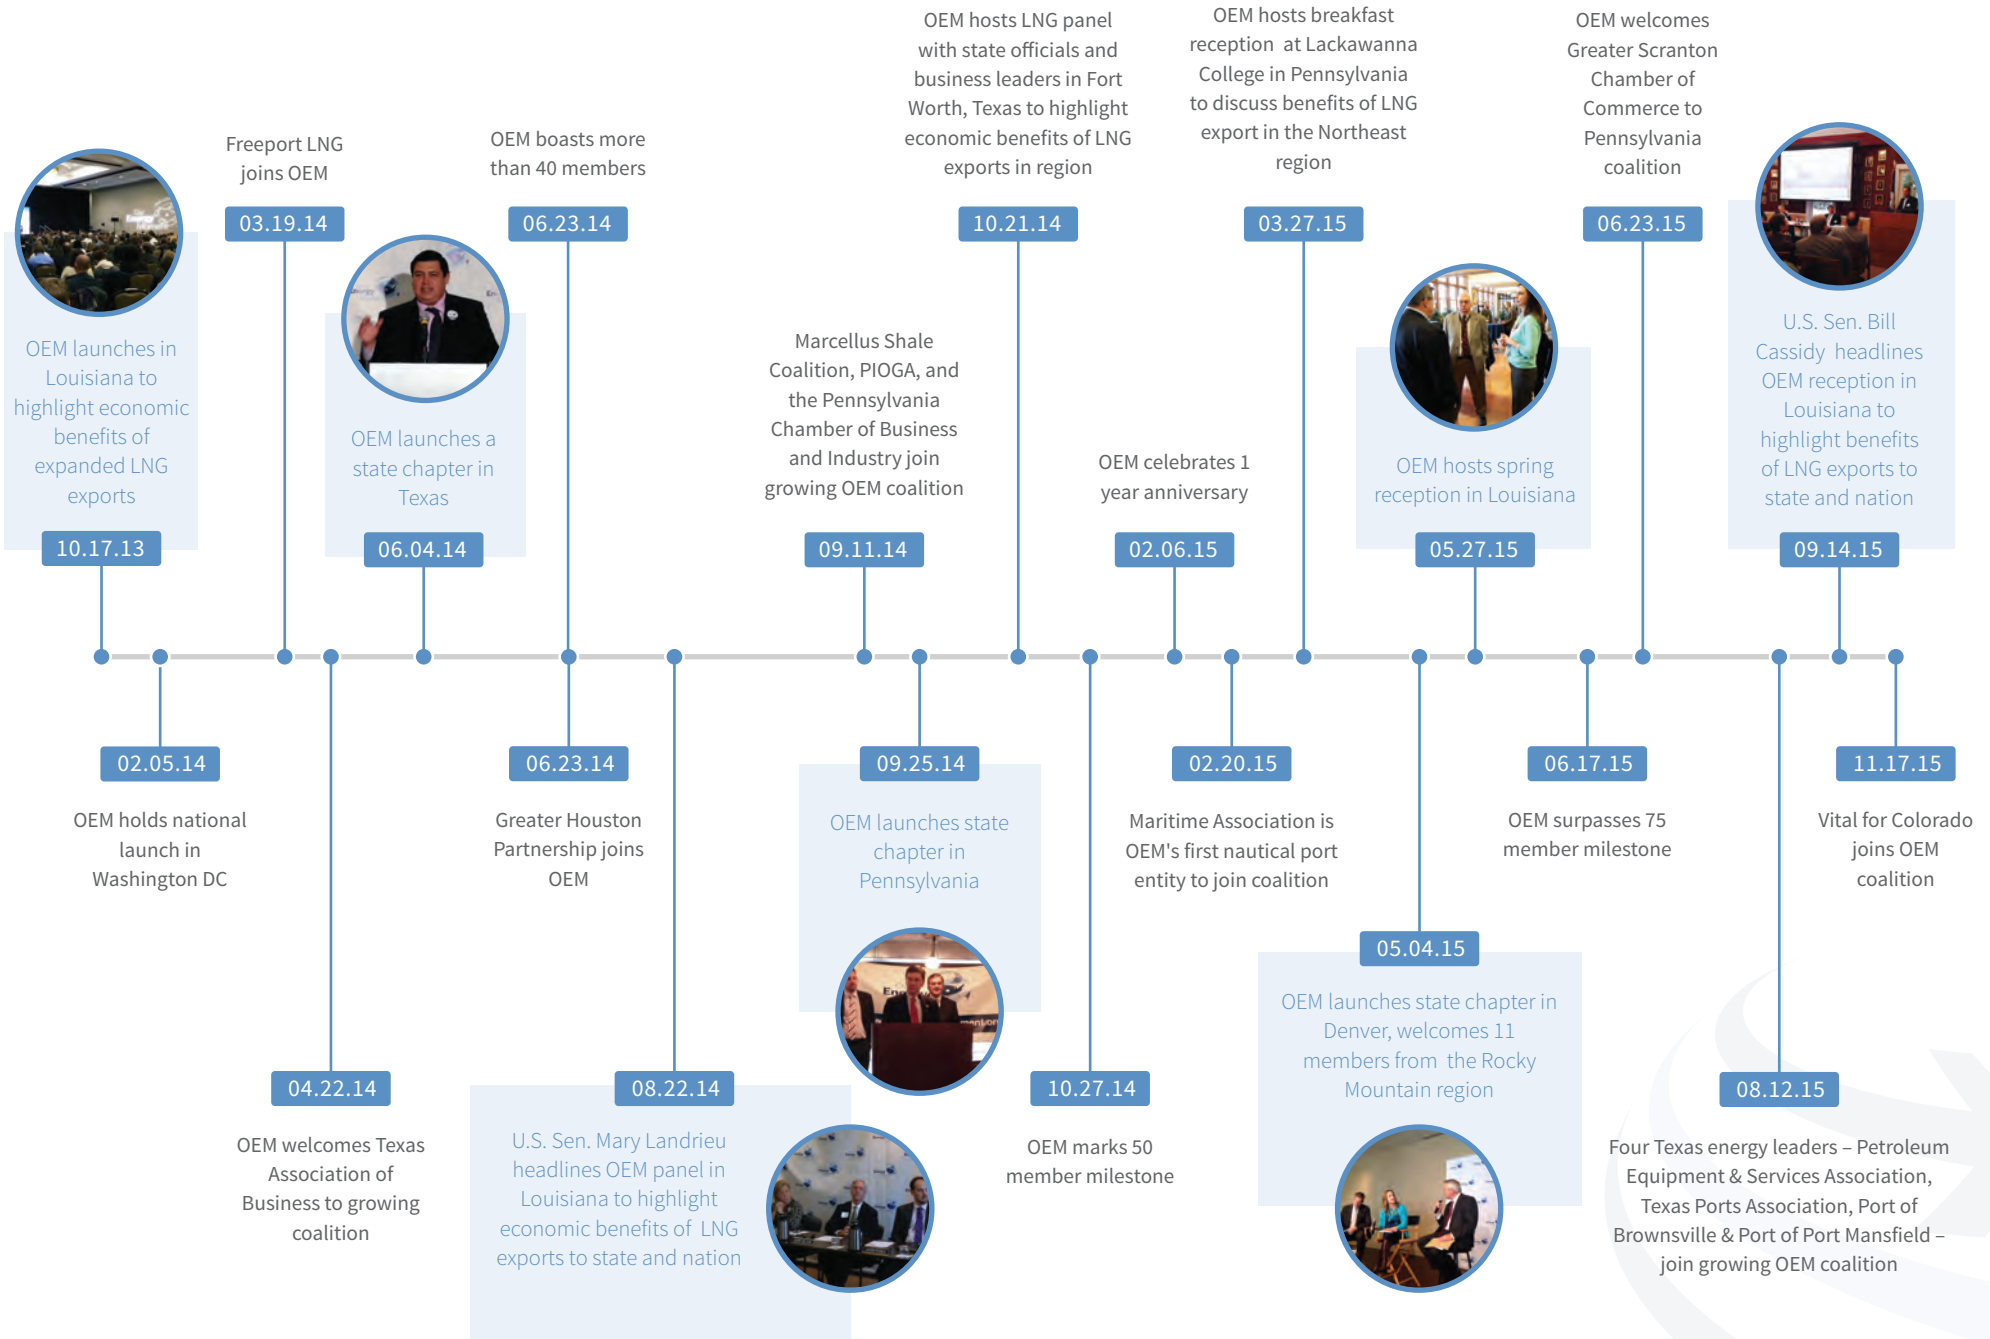 OEM launches in
Louisiana to
highlight economic
benefits of
expanded LNG
exports
10.17.13
02.05.14
OEM holds national
launch in
Washington DC
Freeport LNG
joins OEM
03.19.14
04.22.14
OEM welcomes Texas
Association of
Business to growing
coalition
OEM launches a
state chapter in
Texas
06.04.14
OEM boasts more
than 40 members
06.23.14
06.23.14
Greater Houston
Partnership joins
OEM
08.22.14
U.S. Sen. Mary Landrieu
headlines OEM panel in
Louisiana to highlight
economic benefits of LNG
exports to state and nation
Marcellus Shale
Coalition, PIOGA, and
the Pennsylvania
Chamber of Business
and Industry join
growing OEM coalition
09.11.14
09.25.14
OEM launches state
chapter in
Pennsylvania
OEM hosts LNG panel
with state officials and
business leaders in Fort
Worth, Texas to highlight
economic benefits of LNG
exports in region
10.21.14
10.27.14
OEM marks 50
member milestone
OEM celebrates 1
year anniversary
02.06.15
02.20.15
Maritime Association is
OEM's first nautical port
entity to join coalition
OEM hosts breakfast
reception at Lackawanna
College in Pennsylvania
to discuss benefits of LNG
export in the Northeast
region
03.27.15
05.04.15
OEM launches state chapter in
Denver, welcomes 11
members from the Rocky
Mountain region
OEM hosts spring
reception in Louisiana
05.27.15
06.17.15
OEM surpasses 75
member milestone
OEM welcomes
Greater Scranton
Chamber of
Commerce to
Pennsylvania
coalition
06.23.15
08.12.15
Four Texas energy leaders – Petroleum
Equipment & Services Association,
Texas Ports Association, Port of
Brownsville & Port of Port Mansfield –
join growing OEM coalition
U.S. Sen. Bill
Cassidy headlines
OEM reception in
Louisiana to
highlight benefits
of LNG exports to
state and nation
09.14.15
11.17.15
Vital for Colorado
joins OEM
coalition